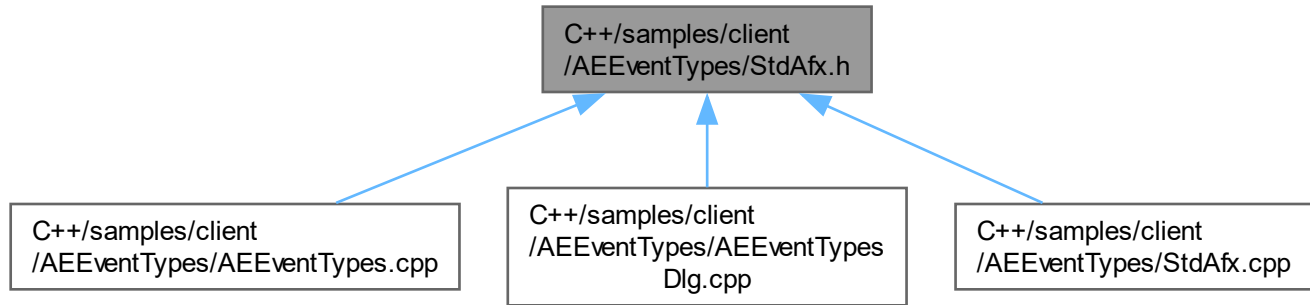 C++/samples/client
/AEEventTypes/StdAfx.h
C++/samples/client
/AEEventTypes/AEEventTypes.cpp
C++/samples/client
/AEEventTypes/AEEventTypes
Dlg.cpp
C++/samples/client
/AEEventTypes/StdAfx.cpp